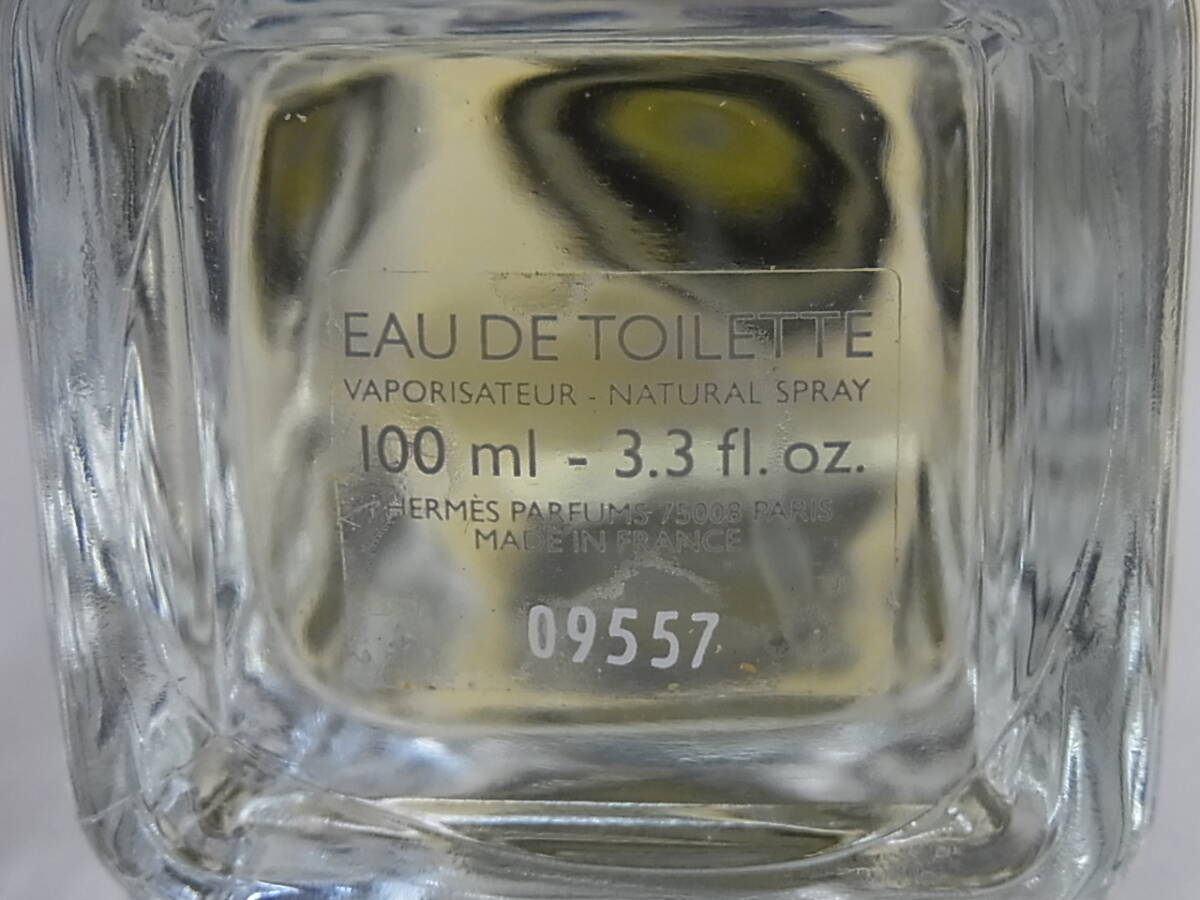 EAU DE TOILETTE
VAPORISATEUR - NATURAL SPRAY
100 ml - 3.3 fl. oz.
HERMÈS PARFUMS 75008 PARIS
MADE IN FRANCE
09557